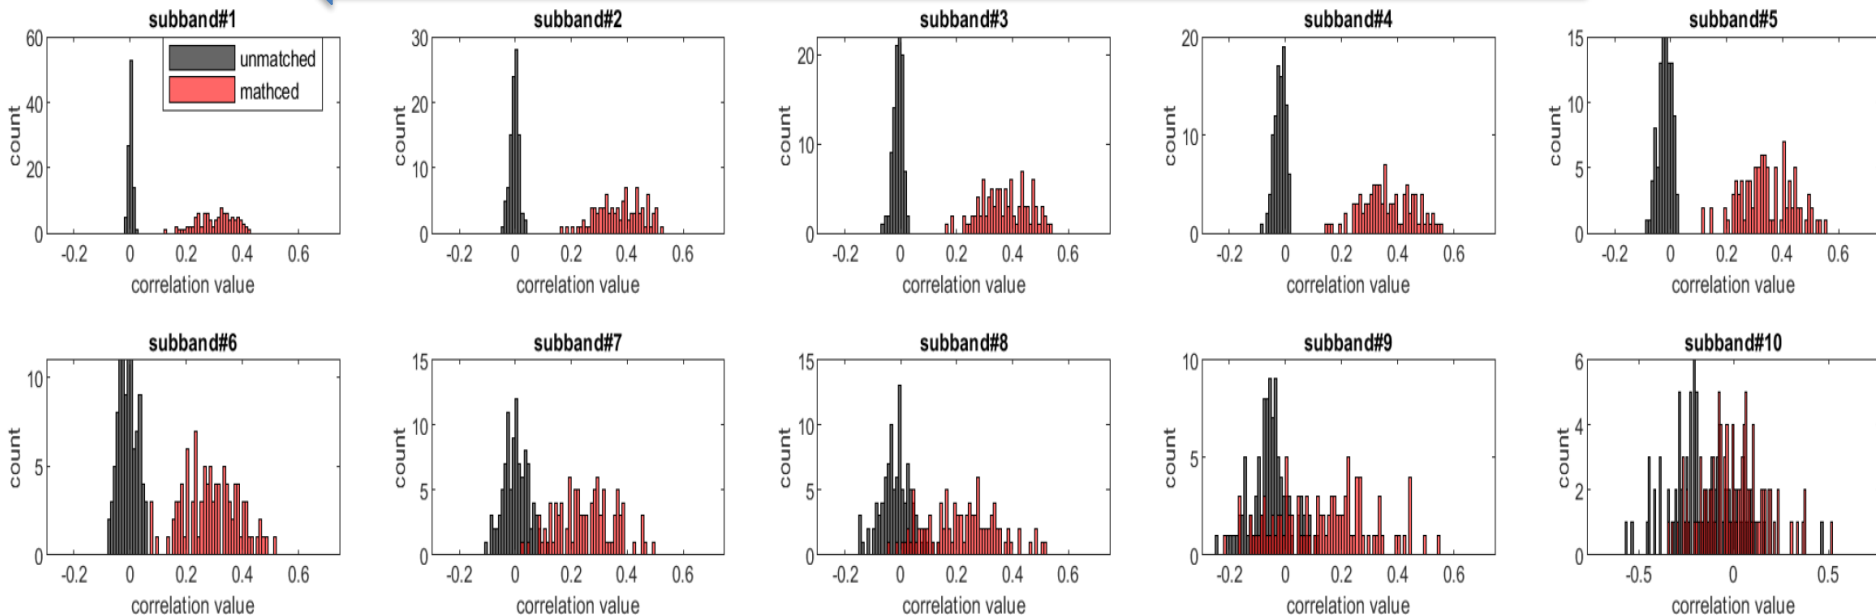 subband#1
60
40
20
0
-0.2 0 0.2 0.4 0.6
count
correlation value
unmatched
mathced
subband#2
30
20
10
0
-0.2 0 0.2 0.4 0.6
count
correlation value
subband#3
20
10
0
-0.2 0 0.2 0.4 0.6
count
correlation value
subband#4
20
10
0
-0.2 0 0.2 0.4 0.6
count
correlation value
subband#5
15
10
5
0
-0.2 0 0.2 0.4 0.6
count
correlation value
subband#6
10
5
0
-0.2 0 0.2 0.4 0.6
count
correlation value
subband#7
15
10
5
0
-0.2 0 0.2 0.4 0.6
count
correlation value
subband#8
15
10
5
0
-0.2 0 0.2 0.4 0.6
count
correlation value
subband#9
10
5
0
-0.2 0 0.2 0.4 0.6
count
correlation value
subband#10
6
4
2
0
-0.5 0 0.5
count
correlation value